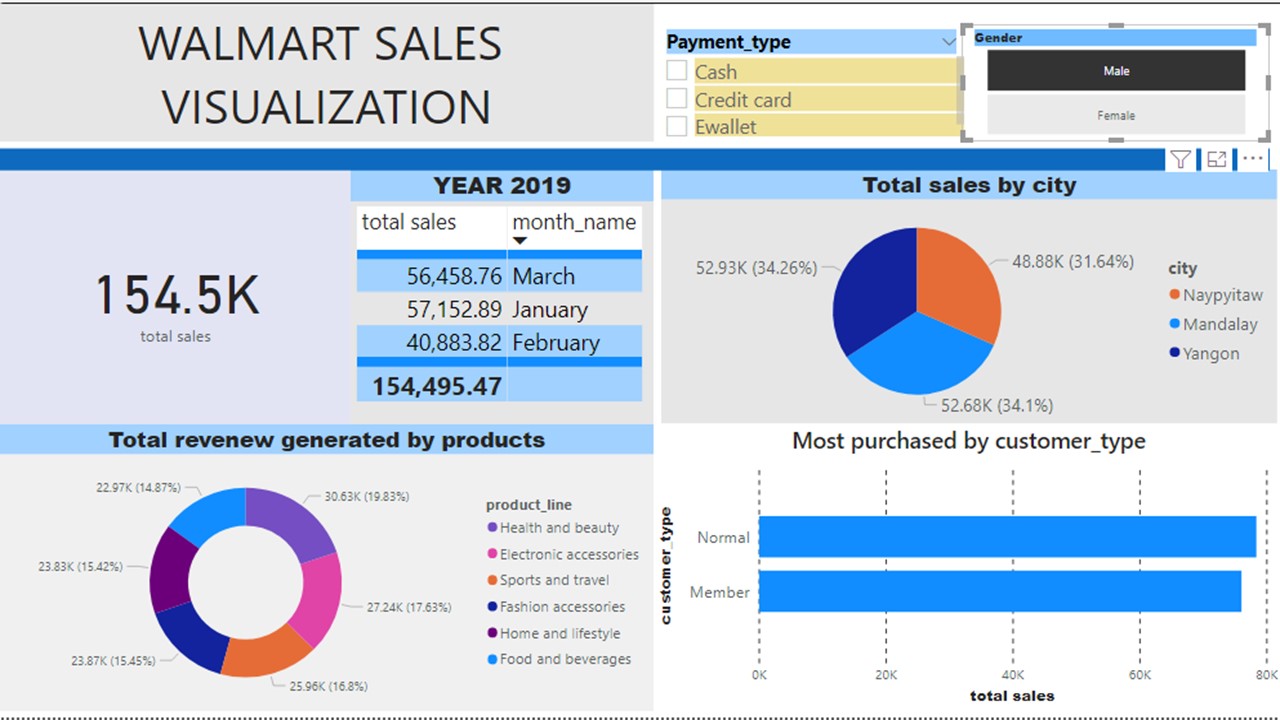 WALMART SALES
VISUALIZATION
Payment_type
Cash
Credit card
Ewallet
Gender
Male
Female
154.5K
total sales
YEAR 2019
total sales month_name
56,458.76 March
57,152.89 January
40,883.82 February
154,495.47
Total sales by city
52.93K (34.26%)
48.88K (31.64%)
52.68K (34.1%)
city
Naypyitaw
Mandalay
Yangon
Total revenew generated by products
22.97K (14.87%)
30.63K (19.83%)
23.83K (15.42%)
27.24K (17.63%)
23.87K (15.45%)
25.96K (16.8%)
product_line
Health and beauty
Electronic accessories
Sports and travel
Fashion accessories
Home and lifestyle
Food and beverages
Most purchased by customer_type
customer_type
Normal
Member
0K 20K 40K 60K 80K
total sales